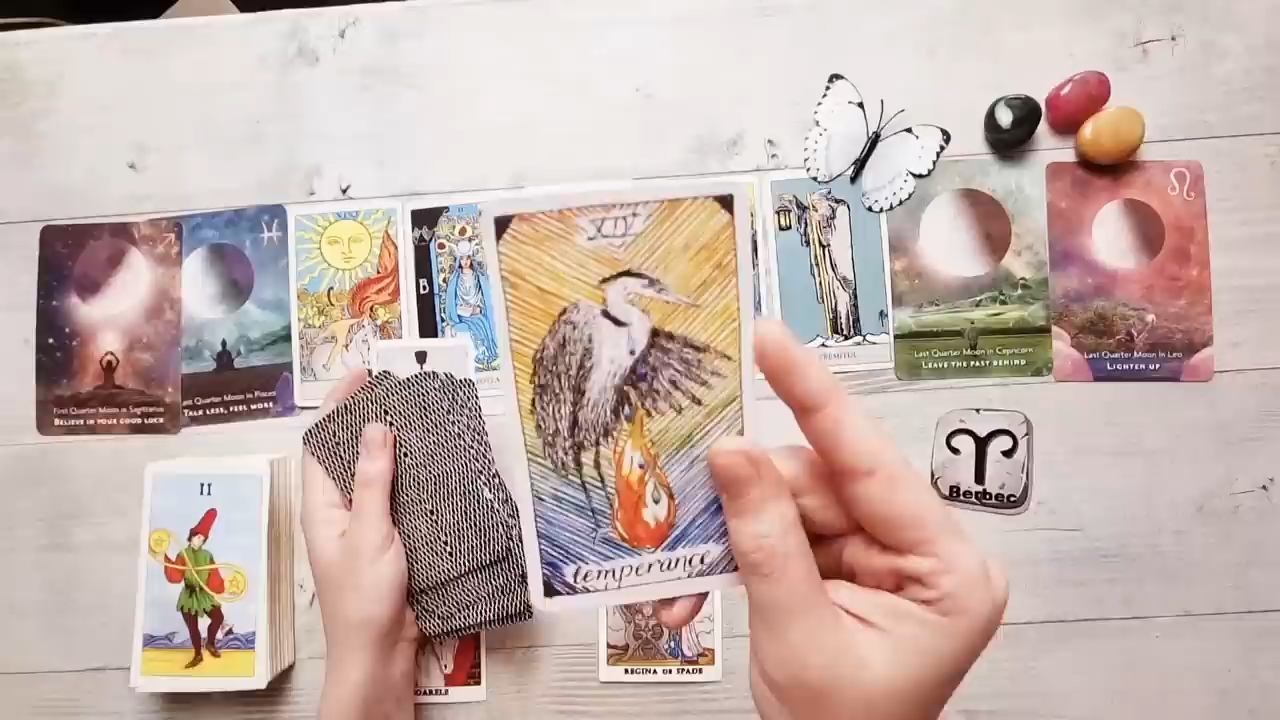 XIV
B
First Quarter Moon in Sagittarius
BELIEVE IN YOUR GOOD LUCK
Quarter Moon in Pisces
TALK LESS, FEEL MORE
Last Quarter Moon in Capricorn
LEAVE THE PAST BEHIND
Last Quarter Moon in Leo
LIGHTEN UP
Berbec
II
temperance
REGINA DE SPADE